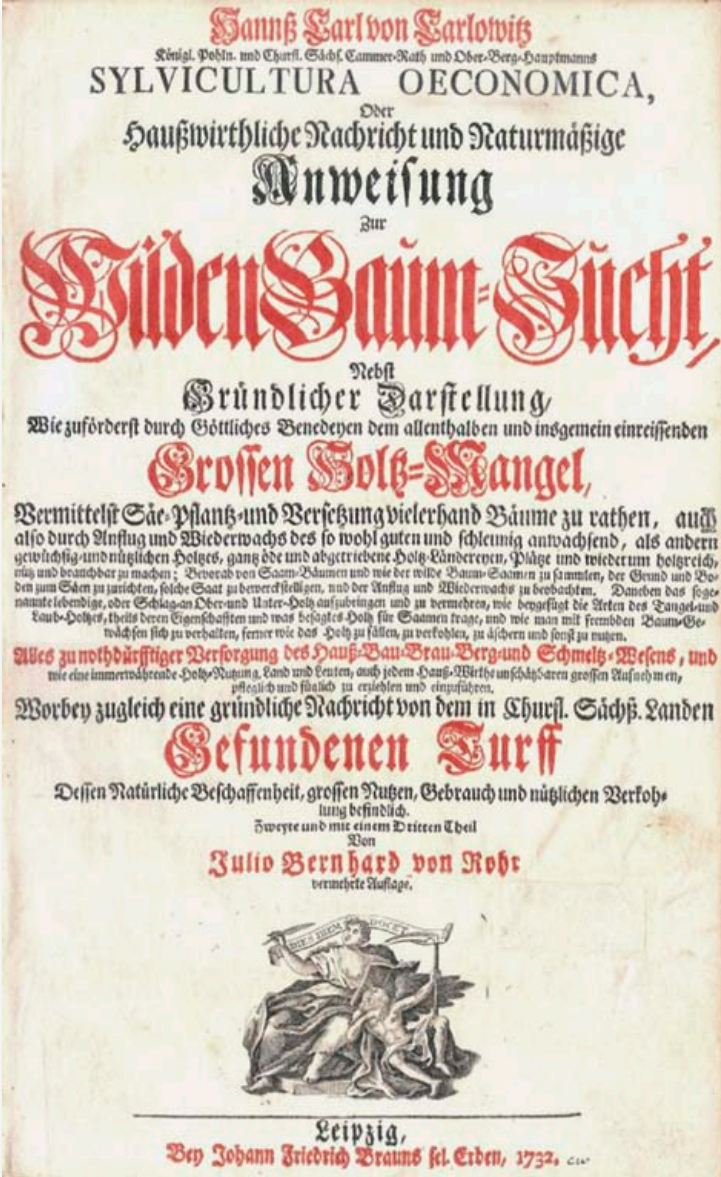 Hannß Carl von Carlowitz
Königl. Pohln. und Churfl. Sächs. Cammer-Rath und Ober-Berg-Hauptmanns
SYLVICULTURA OECONOMICA,
Oder
Haußwirthliche Nachricht und Naturmäßige
Anweisung
Zur
Wilden Baum-Zucht,
Nebst
Gründlicher Darstellung,
Wie zuförderst durch Göttliches Benedeyen dem allenthalben und insgemein einreissenden
Grossen Holtz-Mangel,
Vermittelst Säe-Pflantz-und Versetzung vielerhand Bäume zu rathen, auch
also durch Anflug und Wiederwachs des so wohl guten und schleunig anwachsend, als andern
gewüchsig-und nützlichen Holtzes, gantz öde und abgetriebene Holtz-Ländereyen, Plätze und wiederum holtzreich,
nütz und brauchbar zu machen; Bevorab von Saam-Bäumen und wie der wilde Baum-Saamen zu sammlen, der Grund und Bo-
den zum Säen zu zurichten, solche Saat zu bewerckstelligen, und der Anflug und Wiederwachs zu beobachten. Daneben das soge-
nannte lebendige, oder Schlag-an Ober-und Unter-Holtz aufzubringen und zu vermehren, wie beygefügt die Arten des Tangel-und
Laub-Holtzes, theils deren Eigenschafften und was besagtes Holtz für Saamen trage, und wie man mit frembden Baum-Ge-
wächsen sich zu verhalten, ferner wie das Holtz zu fällen, zu verkohlen, zu äschern und sonst zu nutzen.
Alles zu nothdürfftiger Versorgung des Hauß-Bau-Brau-Berg-und Schmeltz-Wesens, und
wie eine immerwährende Holtz-Nutzung, Land und Leuten, auch jedem Hauß-Wirthe unschätzbaren grossen Aufnehmen,
pfleglich und füglich zu erziehlen und einzuführen.
Worbey zugleich eine gründliche Nachricht von dem in Churfl. Sächß. Landen
Gefundenen Turff
Dessen Natürliche Beschaffenheit, grossen Nutzen, Gebrauch und nützlichen Verkoh-
lung befindlich.
Zweyte und mit einem Dritten Theil
Von
Julio Bernhard von Rohr
vermehrte Auflage.
DIES DIEM DOCET
Leipzig,
Bey Johann Friedrich Brauns sel. Erben, 1732.